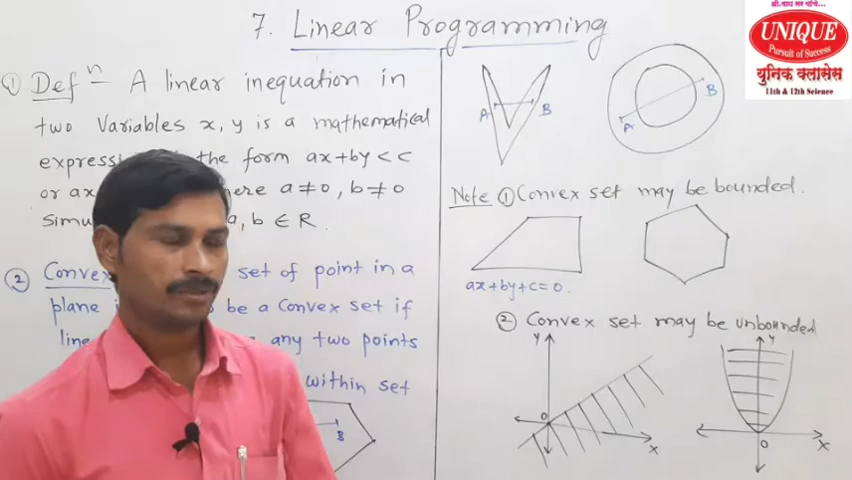 7. Linear Programming
① Defⁿ – A linear inequation in
two variables x, y is a mathematical
the form ax+by < c
or ax a ≠ 0, b ≠ 0
a, b ∈ R.
② Convex set of point in a
plane be a Convex set if
line any two points
within set
B
A B
A B
Note ① Convex set may be bounded.
ax+by+c=0.
② Convex set may be unbounded
Y
O
X
Y
O
X
UNIQUE
Pursuit of Success
युनिक क्लासेस
11th & 12th Science